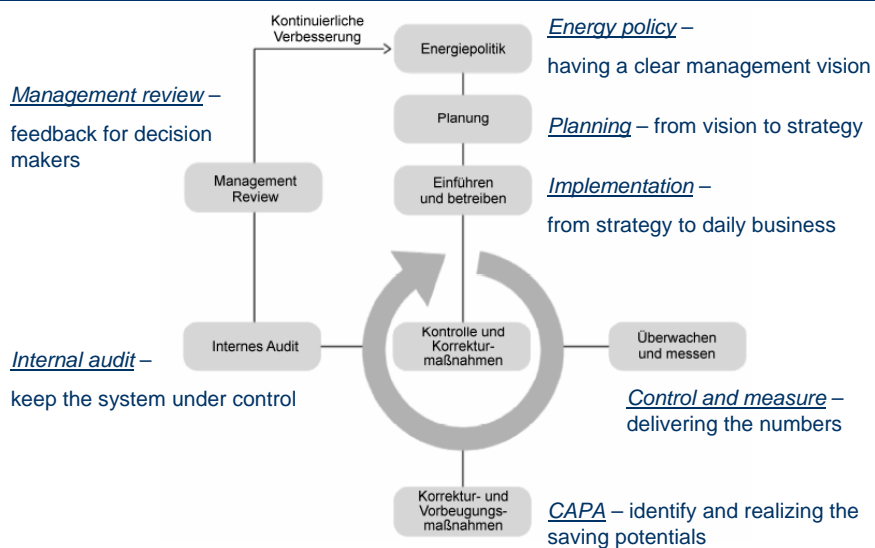 Kontinuierliche
Verbesserung
Energiepolitik
Energy policy –
having a clear management vision
Management review –
feedback for decision
makers
Planung
Planning – from vision to strategy
Management
Review
Einführen
und betreiben
Implementation –
from strategy to daily business
Internes Audit
Kontrolle und
Korrektur-
maßnahmen
Überwachen
und messen
Internal audit –
keep the system under control
Control and measure –
delivering the numbers
Korrektur- und
Vorbeugungs-
maßnahmen
CAPA – identify and realizing the
saving potentials